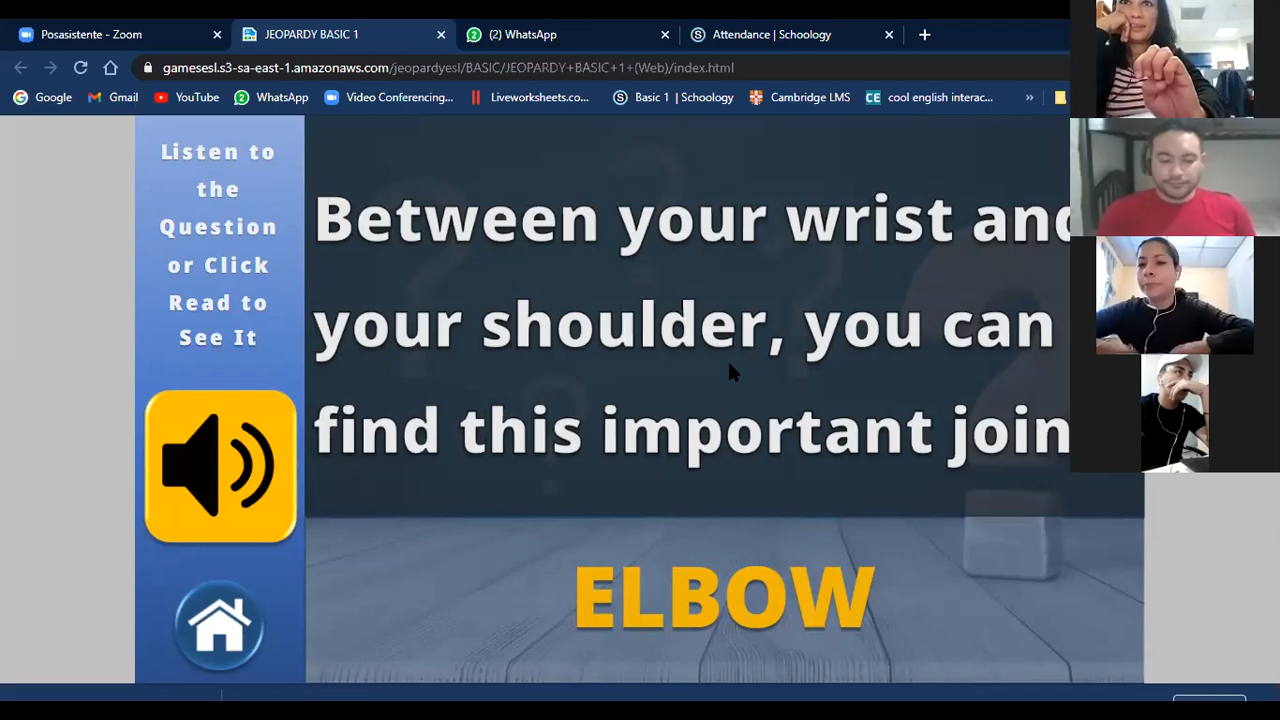 Posasistente - Zoom
JEOPARDY BASIC 1
(2) WhatsApp
Attendance | Schoology
gamesesl.s3-sa-east-1.amazonaws.com/jeopardyesl/BASIC/JEOPARDY+BASIC+1+(Web)/index.html
Google Gmail YouTube WhatsApp Video Conferencing... Liveworksheets.co... Basic 1 | Schoology Cambridge LMS cool english interac... »
Listen to
the
Question
or Click
Read to
See It
Between your wrist and
your shoulder, you can
find this important join
ELBOW